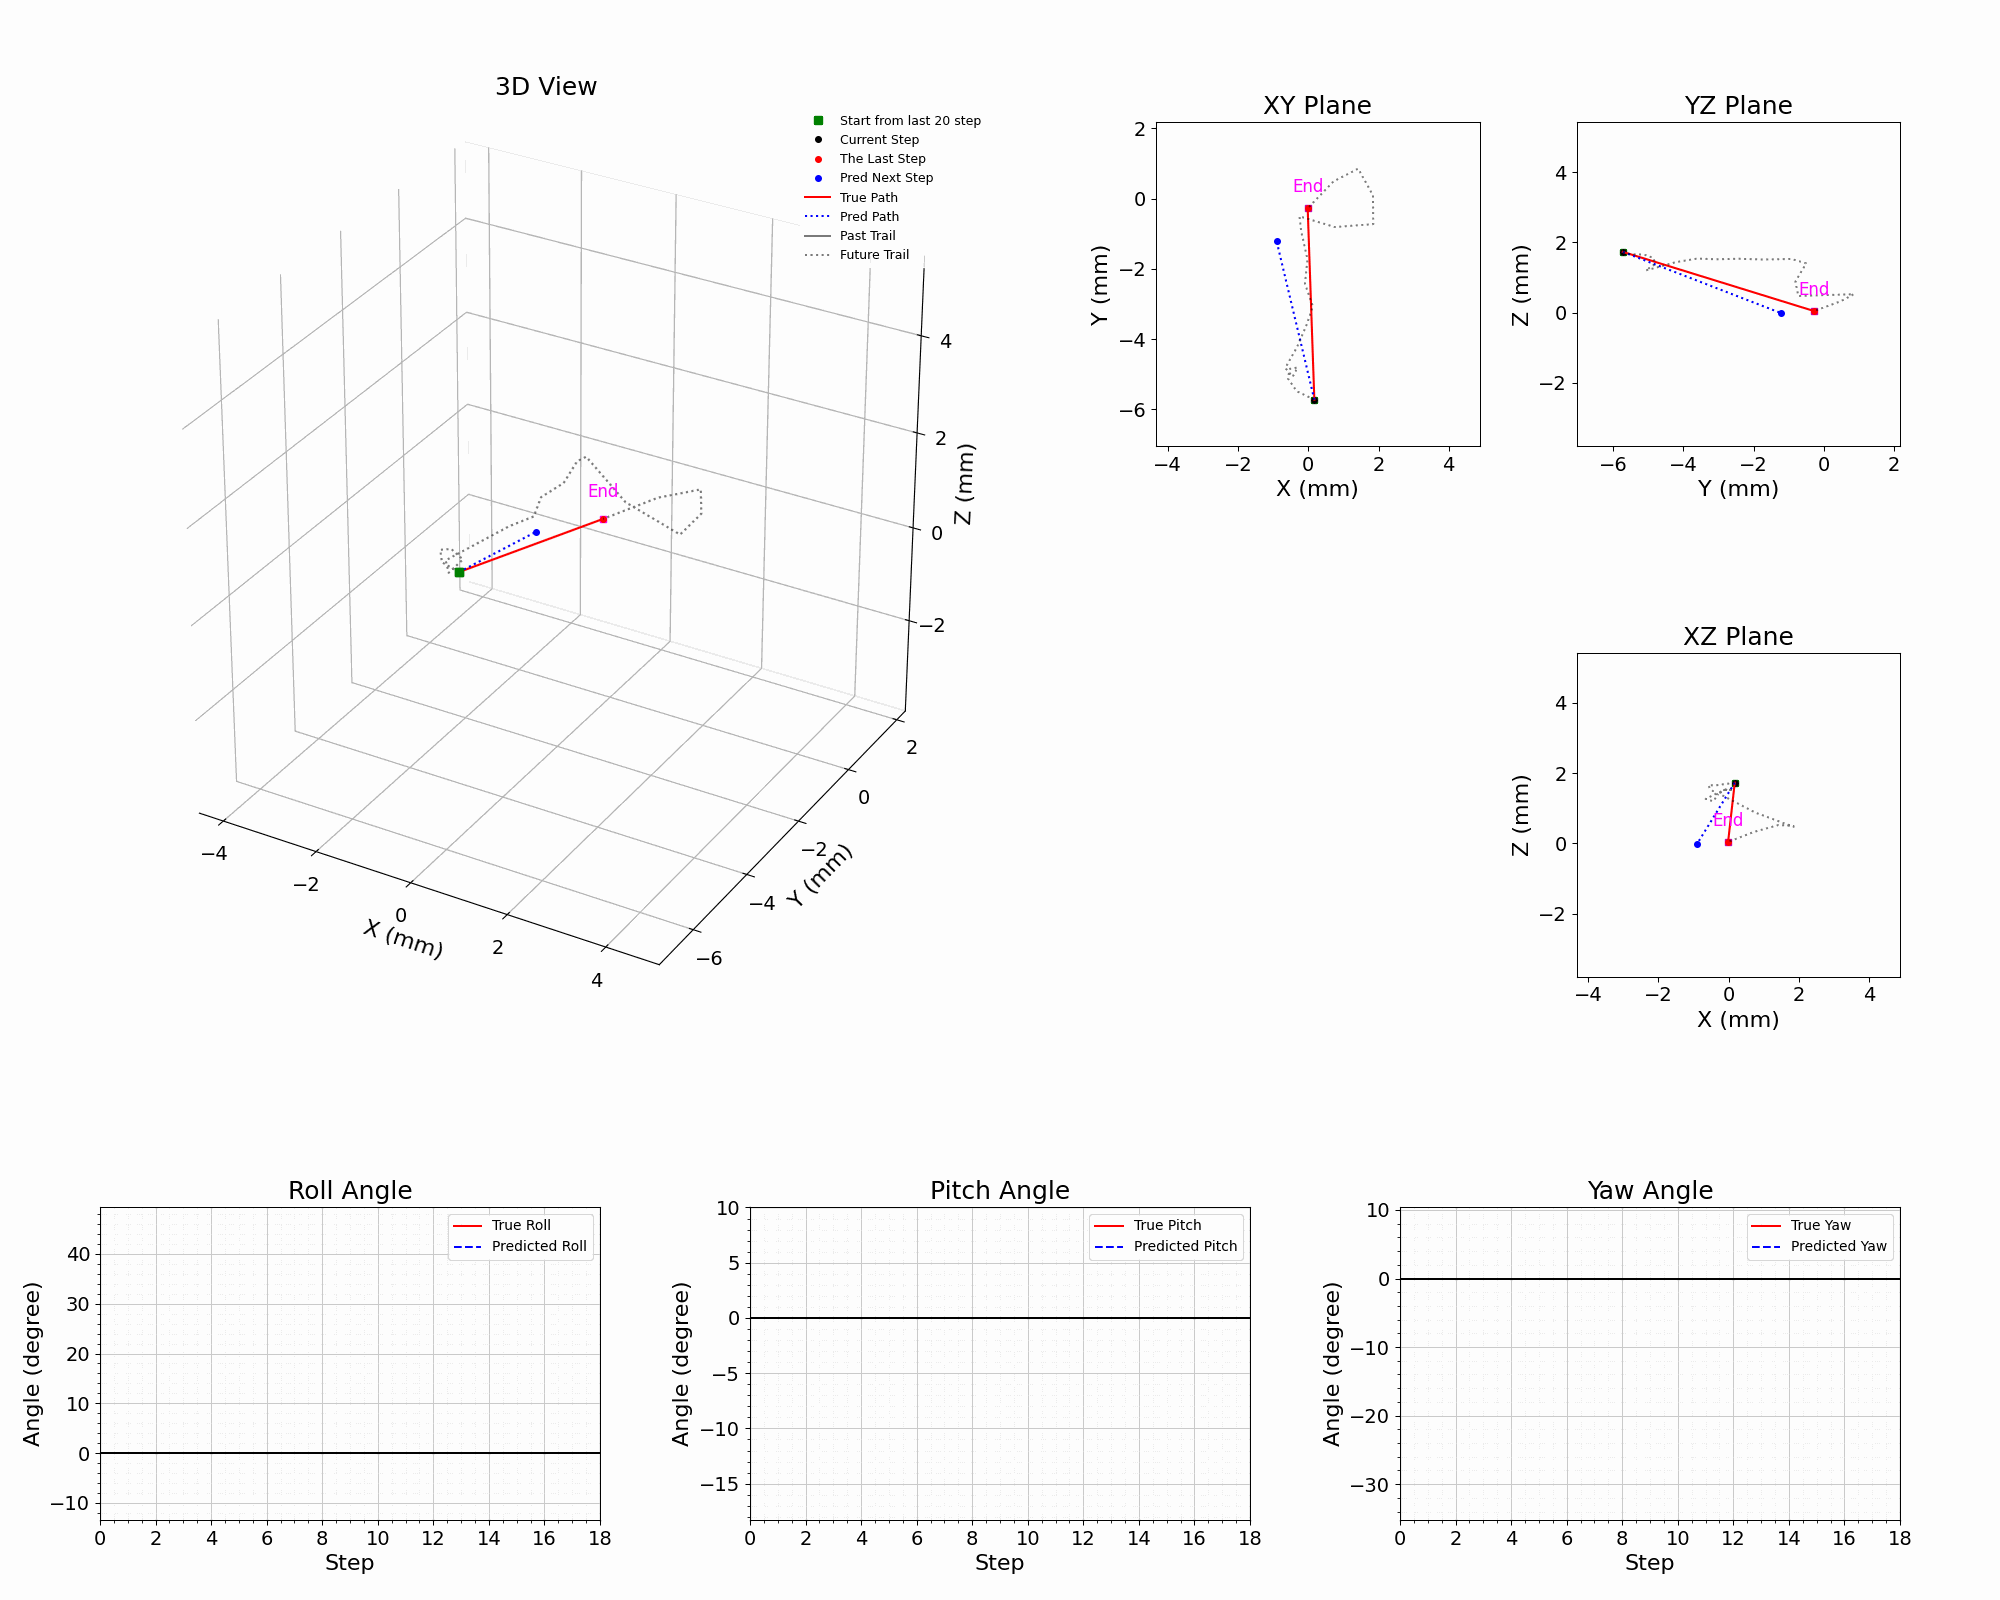 3D View
Start from last 20 step
Current Step
The Last Step
Pred Next Step
True Path
Pred Path
Past Trail
Future Trail
End
4
2
0
−2
Z (mm)
2
0
−2
−4
−6
Y (mm)
−4
−2
0
2
4
X (mm)
XY Plane
2
0
−2
−4
−6
Y (mm)
End
−4
−2
0
2
4
X (mm)
YZ Plane
4
2
0
−2
Z (mm)
End
−6
−4
−2
0
2
Y (mm)
XZ Plane
4
2
0
−2
Z (mm)
End
−4
−2
0
2
4
X (mm)
Roll Angle
True Roll
Predicted Roll
40
30
20
10
0
−10
Angle (degree)
0 2 4 6 8 10 12 14 16 18
Step
Pitch Angle
True Pitch
Predicted Pitch
10
5
0
−5
−10
−15
Angle (degree)
0 2 4 6 8 10 12 14 16 18
Step
Yaw Angle
True Yaw
Predicted Yaw
10
0
−10
−20
−30
Angle (degree)
0 2 4 6 8 10 12 14 16 18
Step